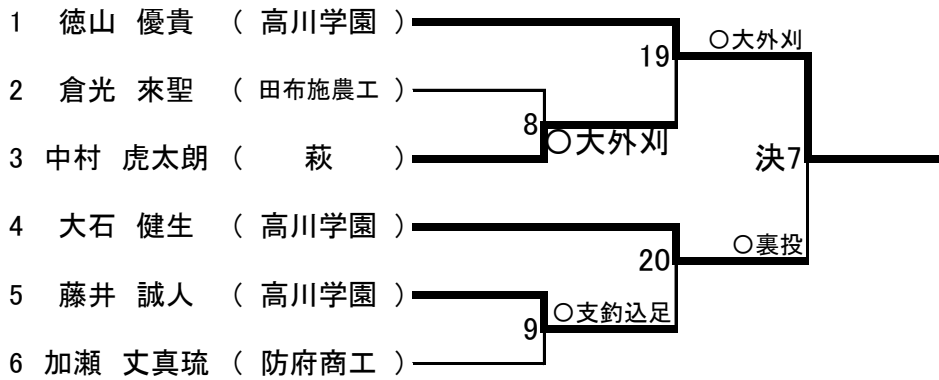 1 徳山 優貴 ( 高川学園 )
19 ○大外刈
2 倉光 來聖 ( 田布施農工 )
8 ○大外刈
3 中村 虎太朗 ( 萩 )
決7
4 大石 健生 ( 高川学園 )
20 ○裏投
5 藤井 誠人 ( 高川学園 )
9 ○支釣込足
6 加瀬 丈真琉 ( 防府商工 )